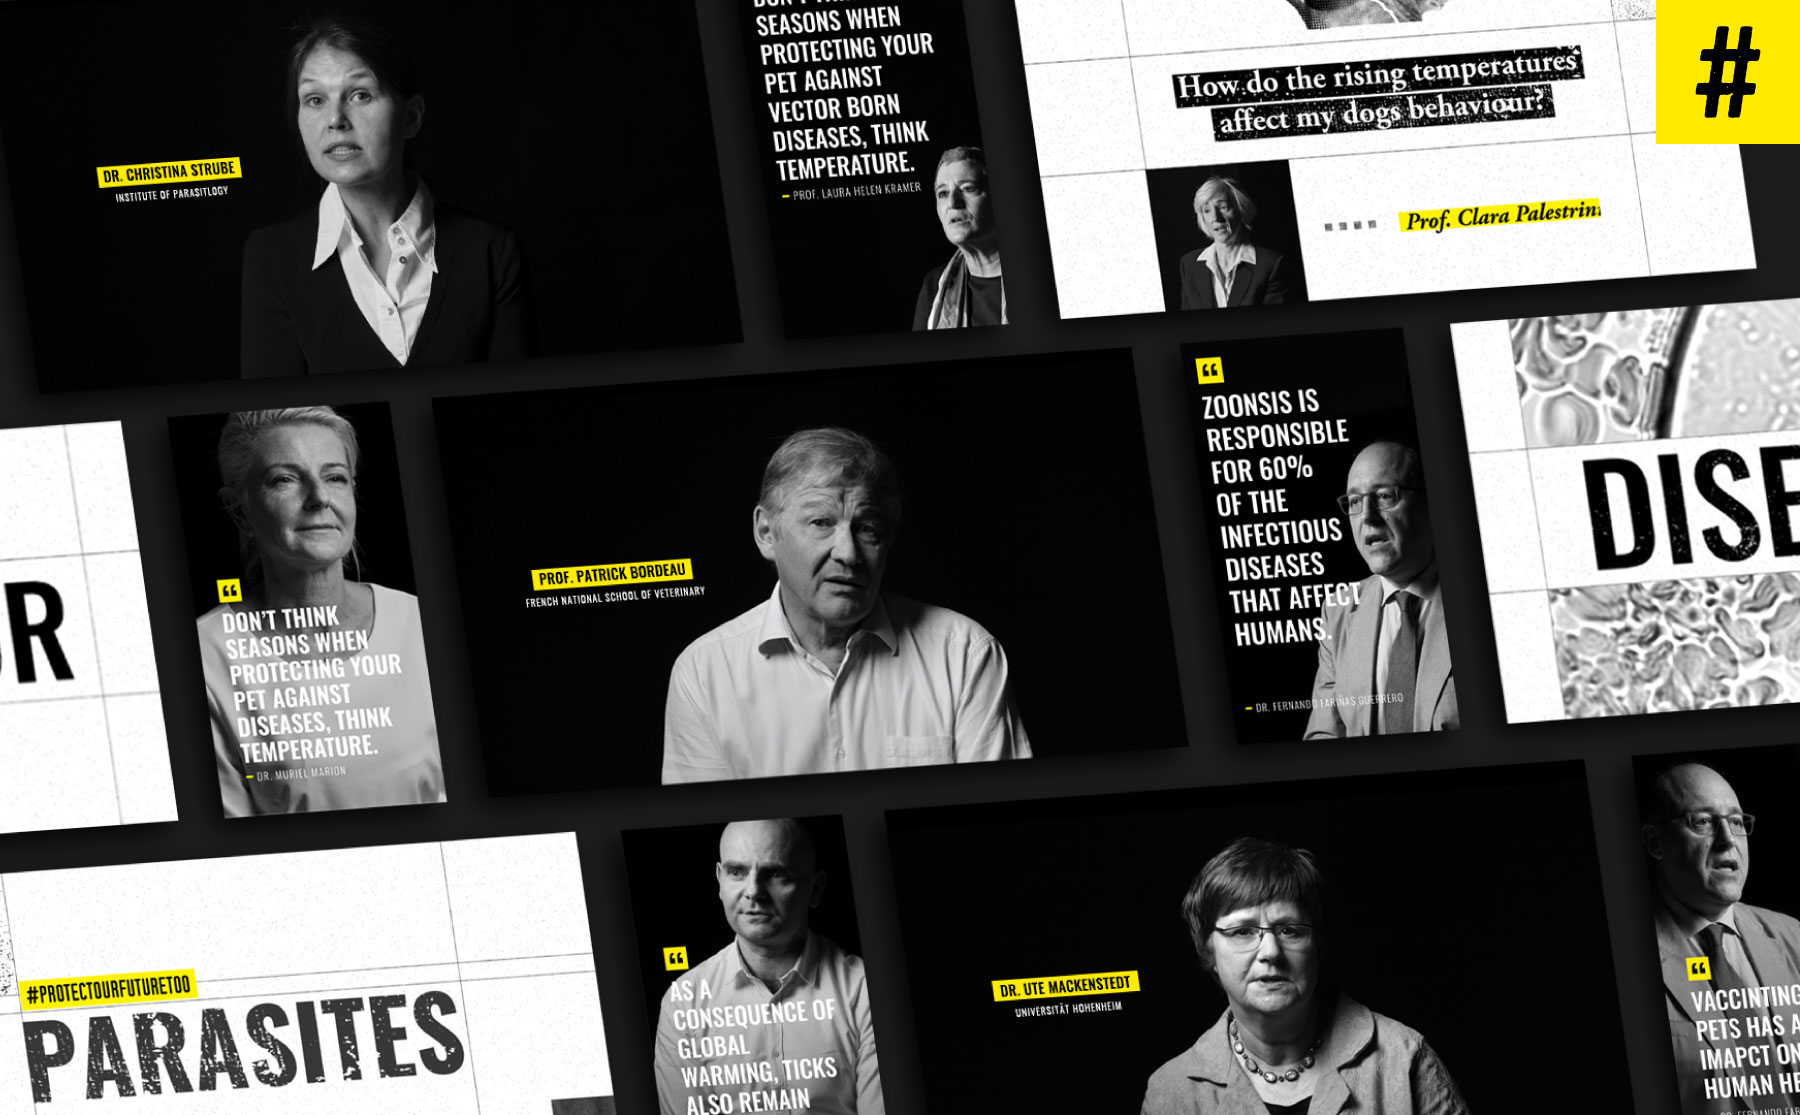 #
DR. CHRISTINA STRUBE
INSTITUTE OF PARASITLOGY
SEASONS WHEN
PROTECTING YOUR
PET AGAINST
VECTOR BORN
DISEASES, THINK
TEMPERATURE.
– PROF. LAURA HELEN KRAMER
How do the rising temperatures
affect my dogs behaviour?
Prof. Clara Palestrini
“
DON'T THINK
SEASONS WHEN
PROTECTING YOUR
PET AGAINST
DISEASES, THINK
TEMPERATURE.
– DR. MURIEL MARION
PROF. PATRICK BORDEAU
FRENCH NATIONAL SCHOOL OF VETERINARY
“
ZOONSIS IS
RESPONSIBLE
FOR 60%
OF THE
INFECTIOUS
DISEASES
THAT AFFECT
HUMANS.
– DR. FERNANDO FARIÑAS GUERRERO
DISE
R
#PROTECTOURFUTURETOO
PARASITES
“
AS A
CONSEQUENCE OF
GLOBAL
WARMING, TICKS
ALSO REMAIN
DR. UTE MACKENSTEDT
UNIVERSITÄT HOHENHEIM
“
VACCINTING
PETS HAS A
IMAPCT ON
HUMAN HE